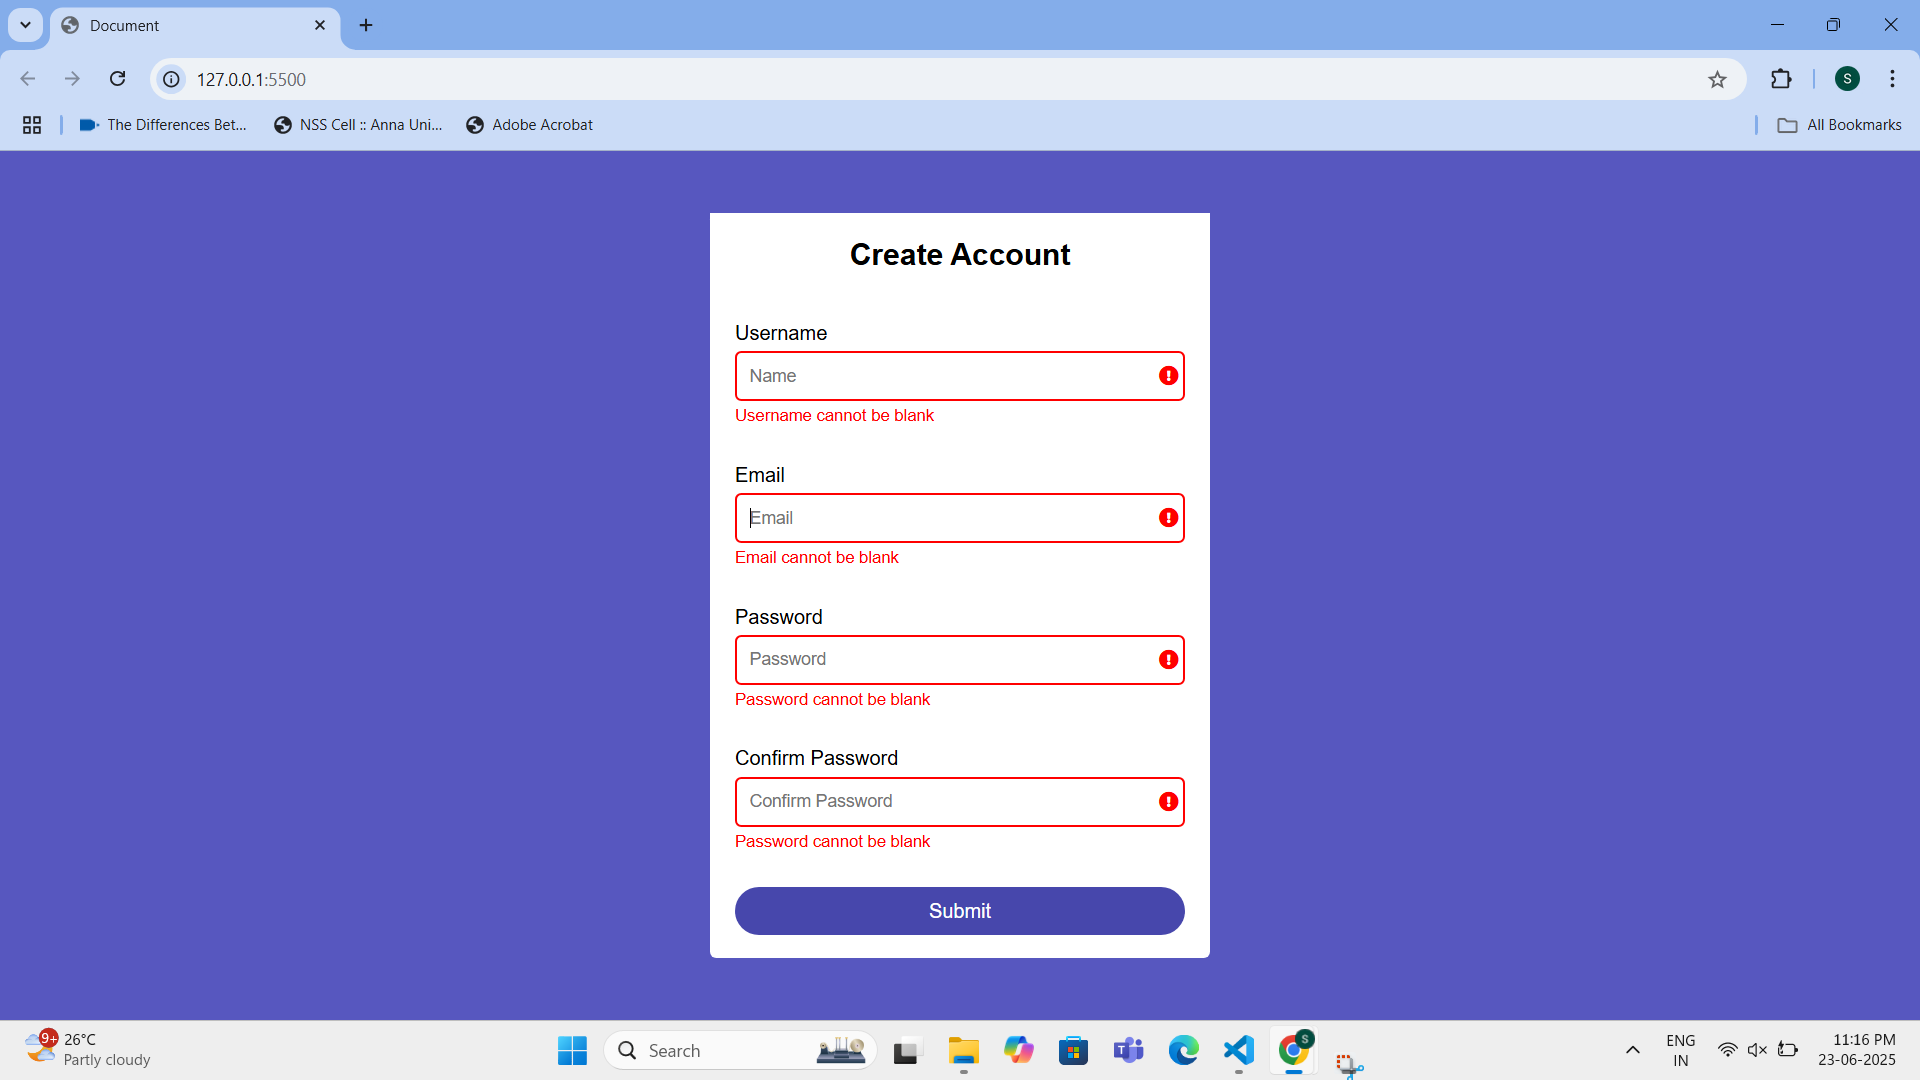 Document
127.0.0.1:5500
S
The Differences Bet...
NSS Cell :: Anna Uni...
Adobe Acrobat
All Bookmarks
Create Account
Username
Name
Username cannot be blank
Email
Email
Email cannot be blank
Password
Password
Password cannot be blank
Confirm Password
Confirm Password
Password cannot be blank
Submit
9+
26°C
Partly cloudy
Search
S
ENG
IN
11:16 PM
23-06-2025